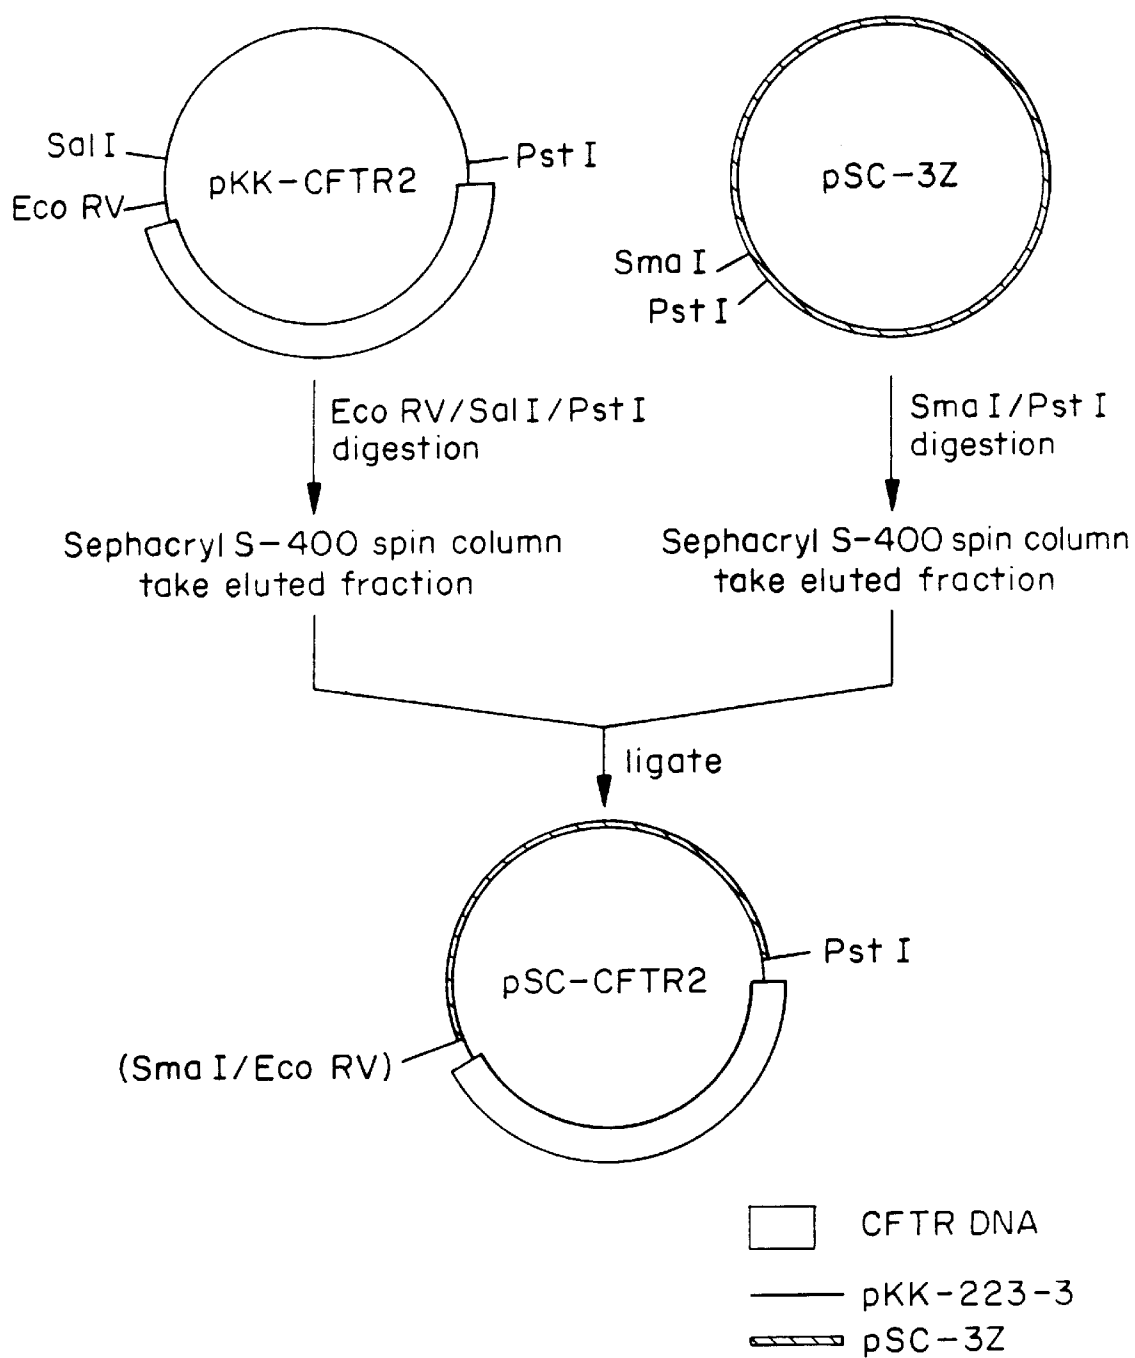 Sal I
Eco RV
pKK-CFTR2
Pst I
pSC-3Z
Sma I
Pst I
Eco RV/Sal I/Pst I
digestion
Sma I/Pst I
digestion
Sephacryl S-400 spin column
take eluted fraction
Sephacryl S-400 spin column
take eluted fraction
ligate
pSC-CFTR2
Pst I
(Sma I/Eco RV)
CFTR DNA
pKK-223-3
pSC-3Z